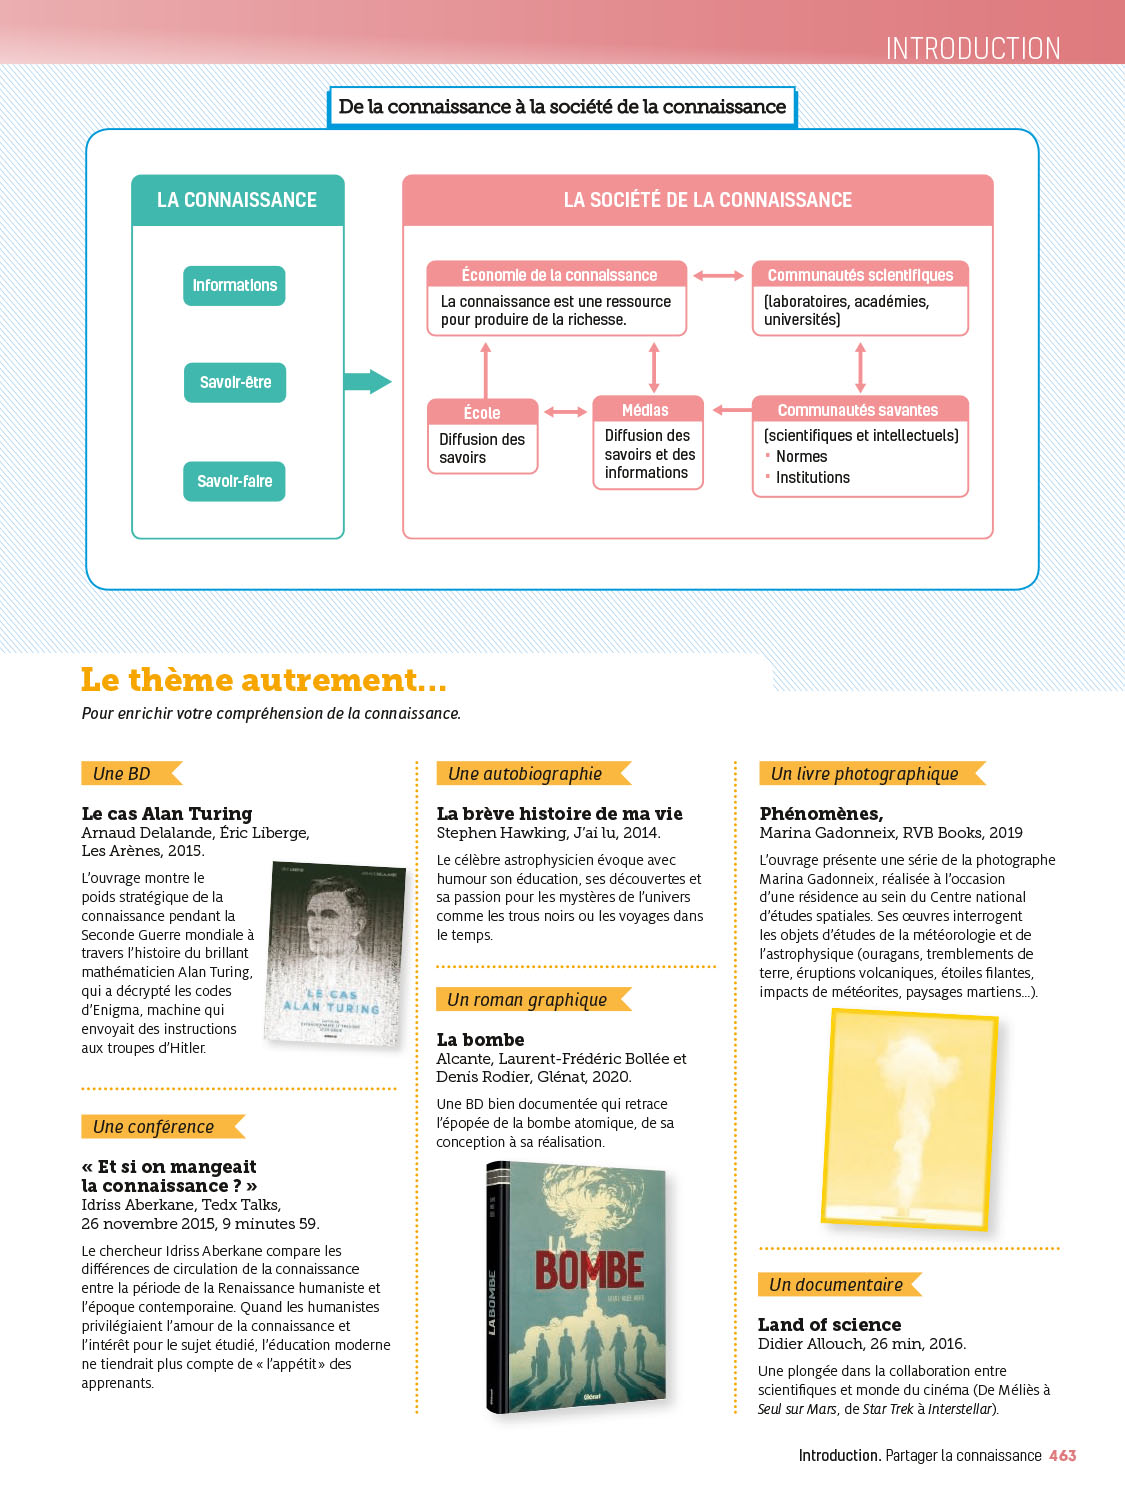 INTRODUCTION
De la connaissance à la société de la connaissance
LA CONNAISSANCE
Informations
Savoir-être
Savoir-faire
LA SOCIÉTÉ DE LA CONNAISSANCE
Économie de la connaissance
La connaissance est une ressource
pour produire de la richesse.
Communautés scientifiques
(laboratoires, académies,
universités)
École
Diffusion des
savoirs
Médias
Diffusion des
savoirs et des
informations
Communautés savantes
(scientifiques et intellectuels)
• Normes
• Institutions
Le thème autrement...
Pour enrichir votre compréhension de la connaissance.
Une BD
Le cas Alan Turing
Arnaud Delalande, Éric Liberge,
Les Arènes, 2015.
L'ouvrage montre le
poids stratégique de la
connaissance pendant la
Seconde Guerre mondiale à
travers l'histoire du brillant
mathématicien Alan Turing,
qui a décrypté les codes
d'Enigma, machine qui
envoyait des instructions
aux troupes d'Hitler.
LE CAS
ALAN TURING
Une conférence
« Et si on mangeait
la connaissance ? »
Idriss Aberkane, Tedx Talks,
26 novembre 2015, 9 minutes 59.
Le chercheur Idriss Aberkane compare les
différences de circulation de la connaissance
entre la période de la Renaissance humaniste et
l'époque contemporaine. Quand les humanistes
privilégiaient l'amour de la connaissance et
l'intérêt pour le sujet étudié, l'éducation moderne
ne tiendrait plus compte de « l'appétit » des
apprenants.
Une autobiographie
La brève histoire de ma vie
Stephen Hawking, J'ai lu, 2014.
Le célèbre astrophysicien évoque avec
humour son éducation, ses découvertes et
sa passion pour les mystères de l'univers
comme les trous noirs ou les voyages dans
le temps.
Un roman graphique
La bombe
Alcante, Laurent-Frédéric Bollée et
Denis Rodier, Glénat, 2020.
Une BD bien documentée qui retrace
l'épopée de la bombe atomique, de sa
conception à sa réalisation.
LA BOMBE
LA
BOMBE
Glénat
Un livre photographique
Phénomènes,
Marina Gadonneix, RVB Books, 2019
L'ouvrage présente une série de la photographe
Marina Gadonneix, réalisée à l'occasion
d'une résidence au sein du Centre national
d'études spatiales. Ses œuvres interrogent
les objets d'études de la météorologie et de
l'astrophysique (ouragans, tremblements de
terre, éruptions volcaniques, étoiles filantes,
impacts de météorites, paysages martiens...).
Un documentaire
Land of science
Didier Allouch, 26 min, 2016.
Une plongée dans la collaboration entre
scientifiques et monde du cinéma (De Méliès à
Seul sur Mars, de Star Trek à Interstellar).
Introduction. Partager la connaissance 463